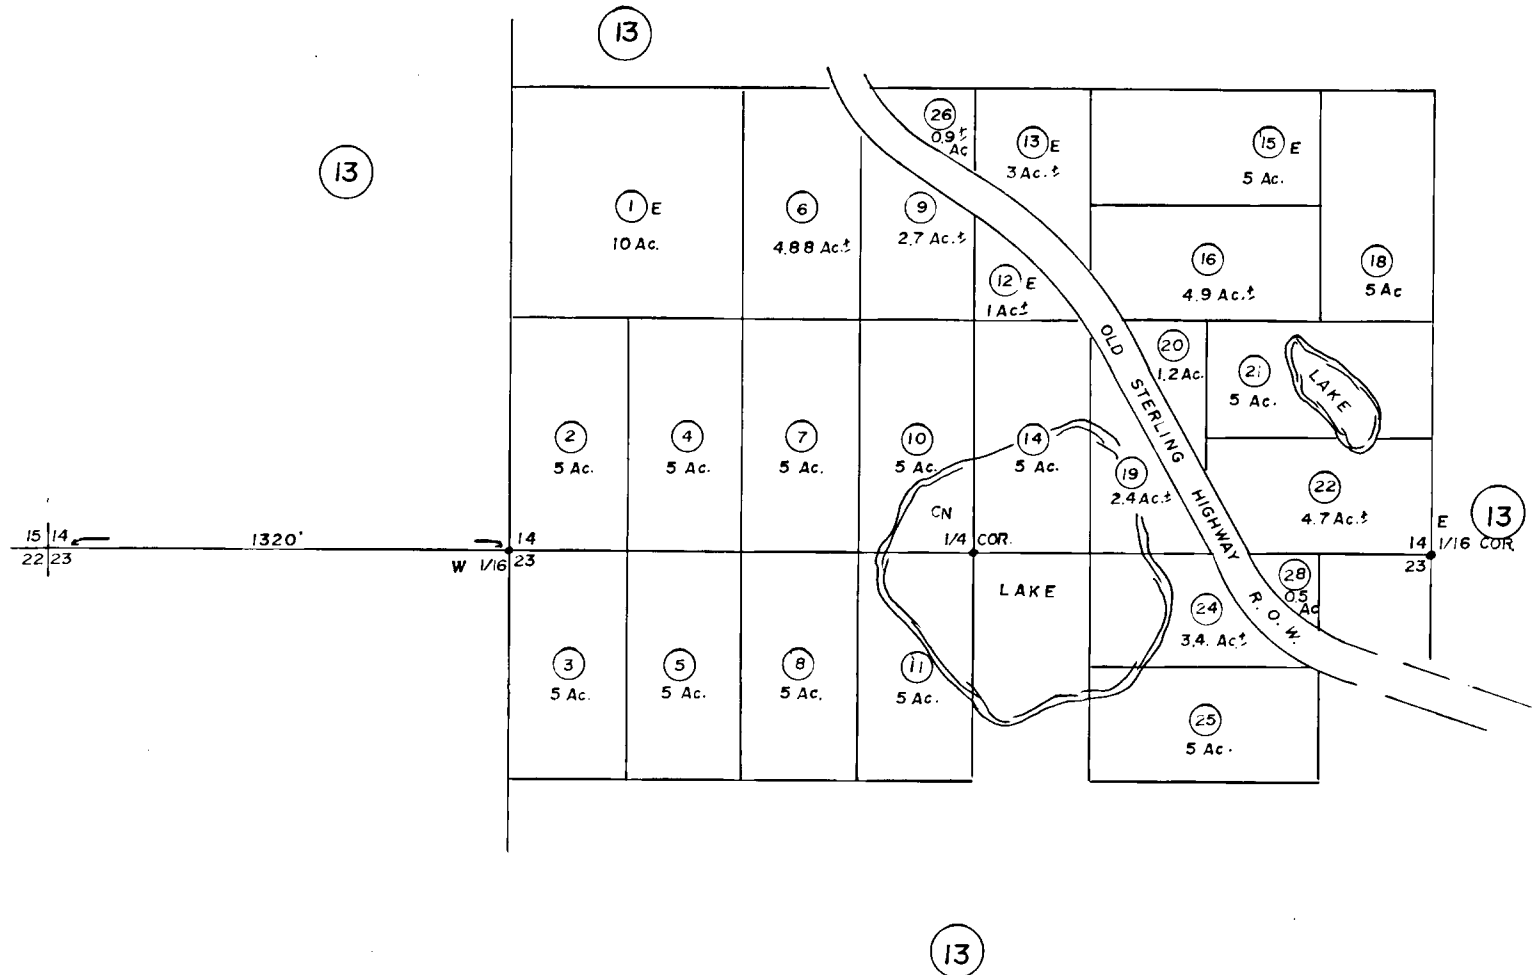 13
13
26
0.9±
Ac
13 E
3 Ac.±
15 E
5 Ac.
1 E
10 Ac.
6
4.88 Ac.±
9
2.7 Ac.±
12 E
1 Ac±
16
4.9 Ac.±
18
5 Ac
OLD STERLING HIGHWAY R.O.W.
20
1.2 Ac.
21
5 Ac.
LAKE
2
5 Ac.
4
5 Ac.
7
5 Ac.
10
5 Ac.
14
5 Ac.
19
2.4 Ac.±
22
4.7 Ac.±
13
CN
1/4 COR.
15 14
22 23
1320'
14
W 1/16 23
E
14 1/16 COR
23
LAKE
28
0.5
Ac
24
3.4. Ac±
3
5 Ac.
5
5 Ac.
8
5 Ac.
11
5 Ac.
25
5 Ac.
13